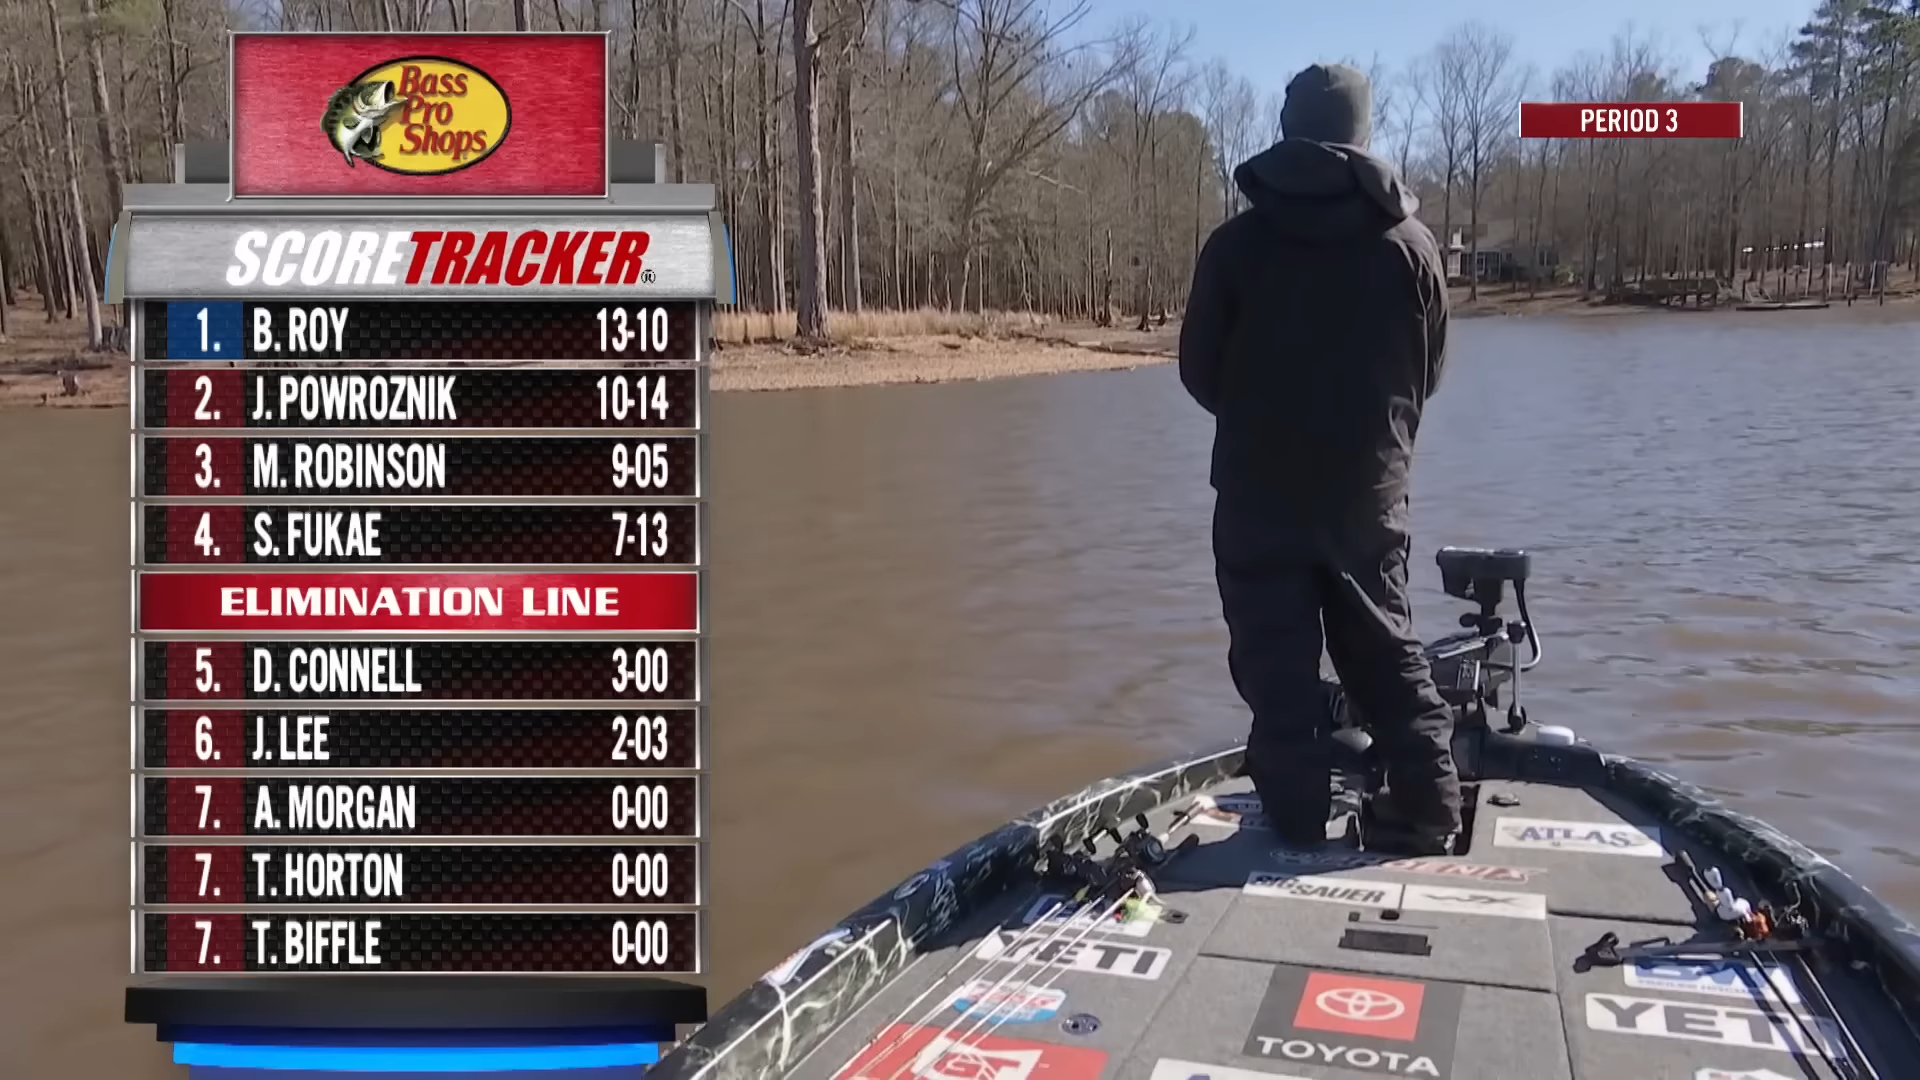 Bass
Pro
Shops
SCORETRACKER®
1. B. ROY 13-10
2. J. POWROZNIK 10-14
3. M. ROBINSON 9-05
4. S. FUKAE 7-13
ELIMINATION LINE
5. D. CONNELL 3-00
6. J. LEE 2-03
7. A. MORGAN 0-00
7. T. HORTON 0-00
7. T. BIFFLE 0-00
PERIOD 3
ATLAS
SIG SAUER
YETI
YETI
TOYOTA